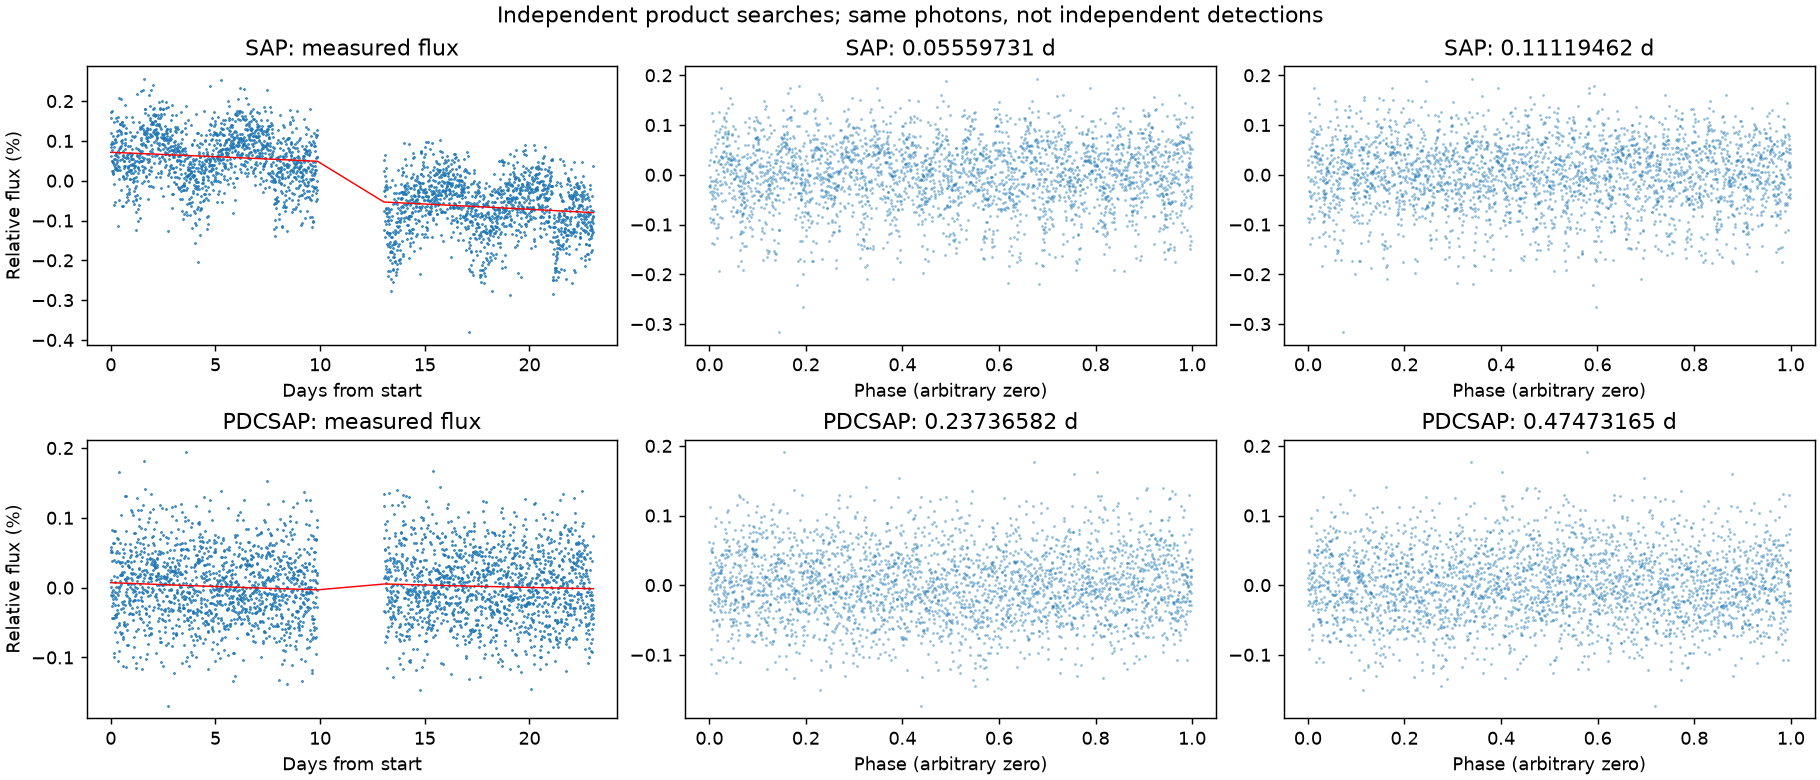 Independent product searches; same photons, not independent detections
SAP: measured flux
SAP: 0.05559731 d
SAP: 0.11119462 d
Relative flux (%)
0.2
0.1
0.0
−0.1
−0.2
−0.3
−0.4
0 5 10 15 20
Days from start
0.2
0.1
0.0
−0.1
−0.2
−0.3
0.0 0.2 0.4 0.6 0.8 1.0
Phase (arbitrary zero)
0.2
0.1
0.0
−0.1
−0.2
−0.3
0.0 0.2 0.4 0.6 0.8 1.0
Phase (arbitrary zero)
PDCSAP: measured flux
PDCSAP: 0.23736582 d
PDCSAP: 0.47473165 d
Relative flux (%)
0.2
0.1
0.0
−0.1
0 5 10 15 20
Days from start
0.2
0.1
0.0
−0.1
0.0 0.2 0.4 0.6 0.8 1.0
Phase (arbitrary zero)
0.2
0.1
0.0
−0.1
0.0 0.2 0.4 0.6 0.8 1.0
Phase (arbitrary zero)